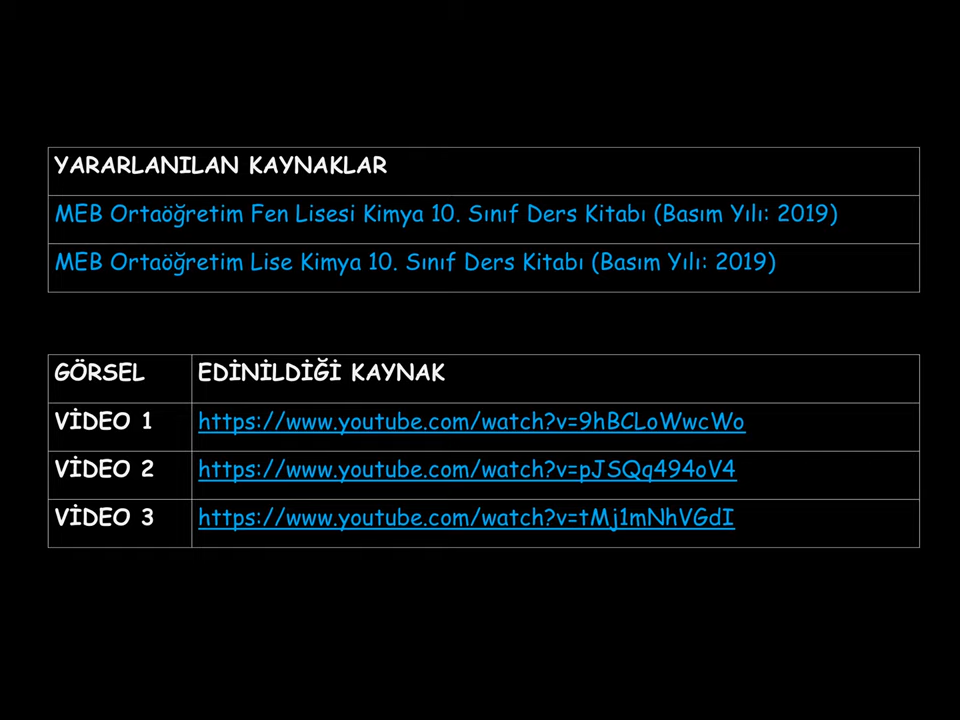 YARARLANILAN KAYNAKLAR
MEB Ortaöğretim Fen Lisesi Kimya 10. Sınıf Ders Kitabı (Basım Yılı: 2019)
MEB Ortaöğretim Lise Kimya 10. Sınıf Ders Kitabı (Basım Yılı: 2019)
GÖRSEL EDİNİLDİĞİ KAYNAK
VİDEO 1 https://www.youtube.com/watch?v=9hBCLoWwcWo
VİDEO 2 https://www.youtube.com/watch?v=pJSQq494oV4
VİDEO 3 https://www.youtube.com/watch?v=tMj1mNhVGdI